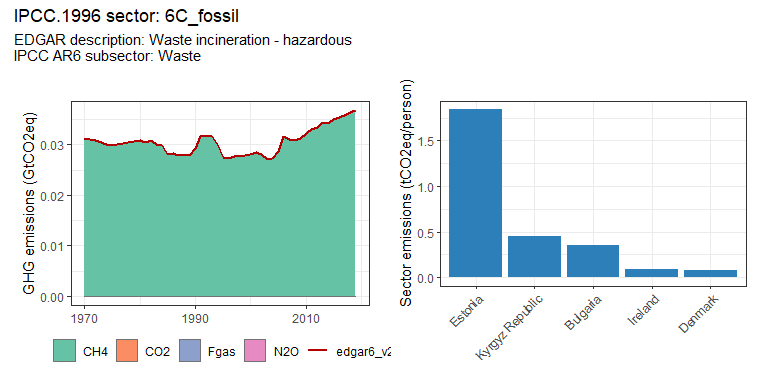 IPCC.1996 sector: 6C_fossil
EDGAR description: Waste incineration - hazardous
IPCC AR6 subsector: Waste
GHG emissions (GtCO2eq)
0.03
0.02
0.01
0.00
1970
1990
2010
CH4
CO2
Fgas
N2O
edgar6_v2
Sector emissions (tCO2eq/person)
1.5
1.0
0.5
0.0
Estonia
Kyrgyz Republic
Bulgaria
Ireland
Denmark